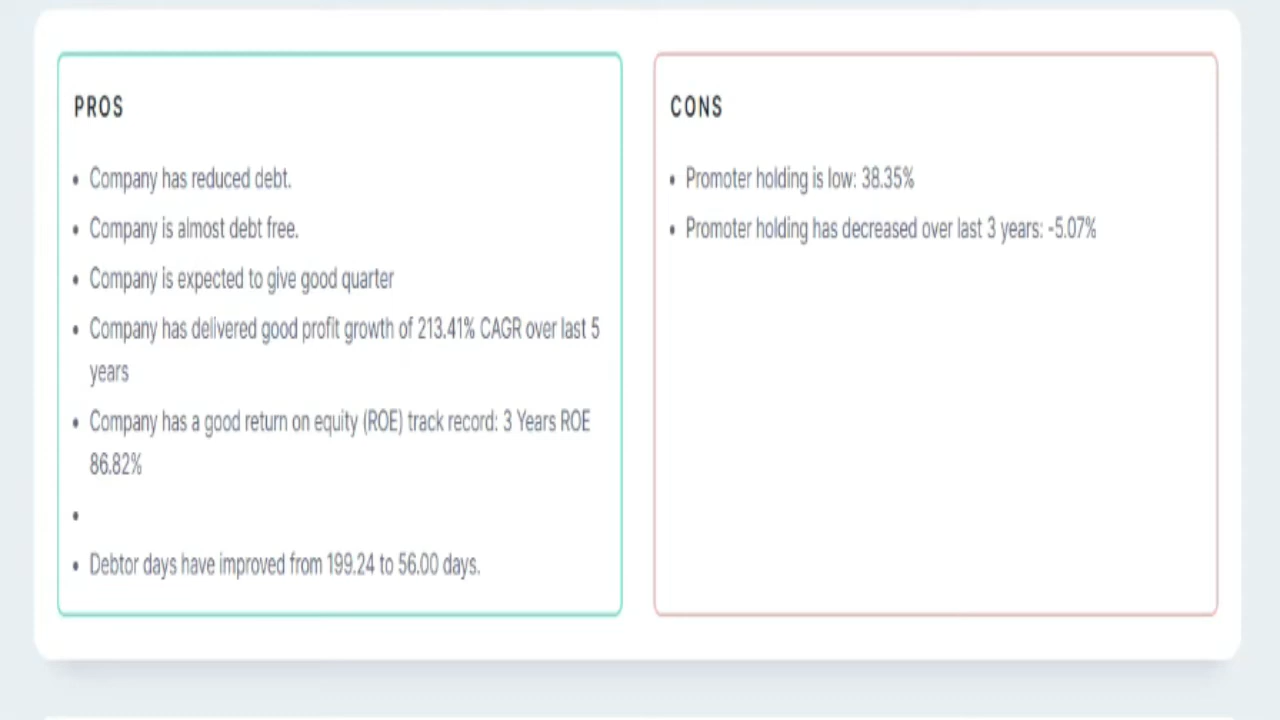 PROS
• Company has reduced debt.
• Company is almost debt free.
• Company is expected to give good quarter
• Company has delivered good profit growth of 213.41% CAGR over last 5
years
• Company has a good return on equity (ROE) track record: 3 Years ROE
86.82%
•
• Debtor days have improved from 199.24 to 56.00 days.
CONS
• Promoter holding is low: 38.35%
• Promoter holding has decreased over last 3 years: -5.07%